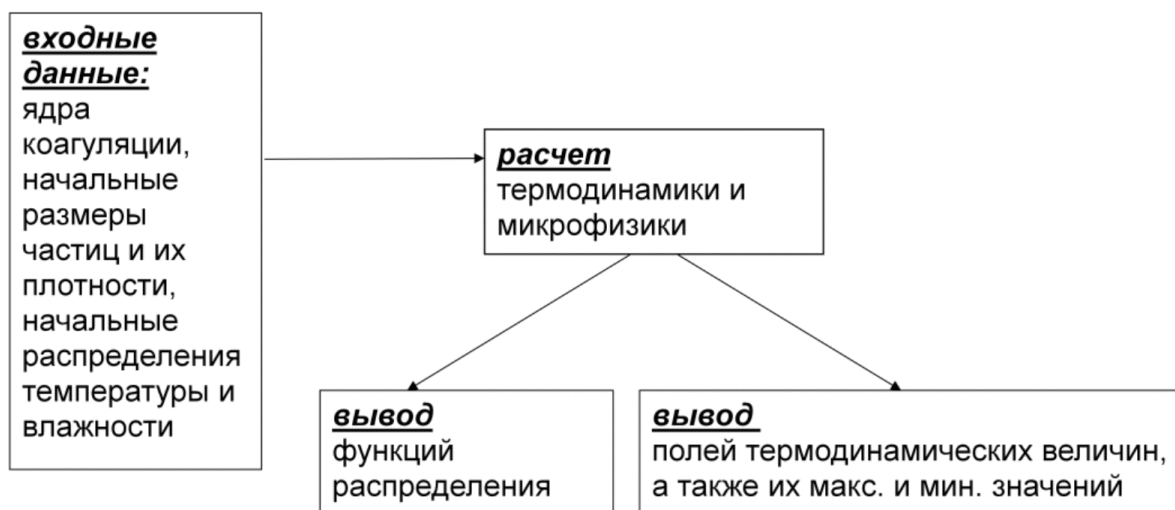 входные
данные:
ядра
коагуляции,
начальные
размеры
частиц и их
плотности,
начальные
распределения
температуры и
влажности
расчет
термодинамики и
микрофизики
вывод
функций
распределения
вывод
полей термодинамических величин,
а также их макс. и мин. значений